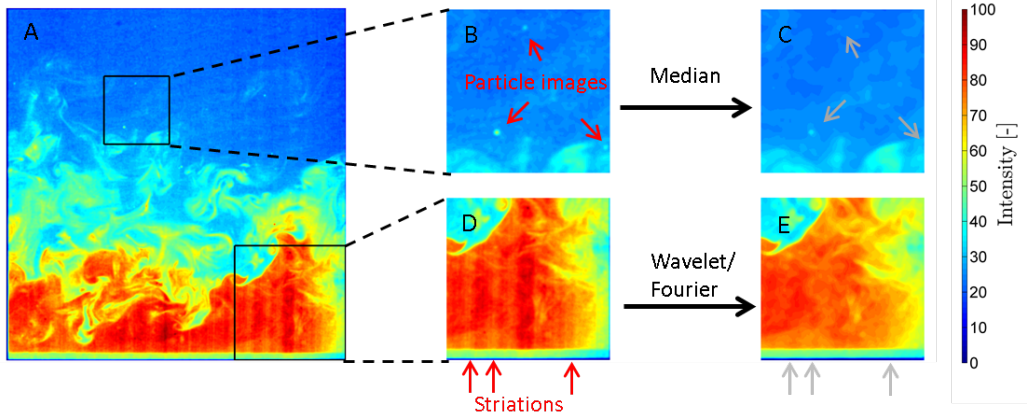 A
B
Particle images
Median
C
D
Striations
Wavelet/
Fourier
E
100
90
80
70
60
50
40
30
20
10
0
Intensity [-]